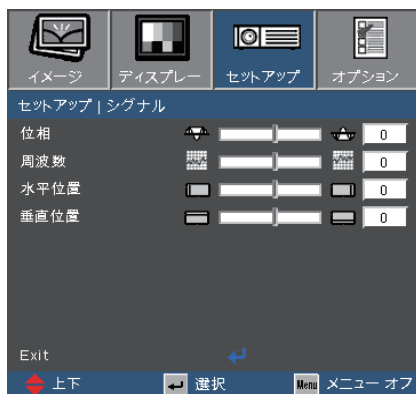 イメージ ディスプレー セットアップ オプション
セットアップ | シグナル
位相 0
周波数 0
水平位置 0
垂直位置 0
Exit
上下 選択 Menu メニュー オフ